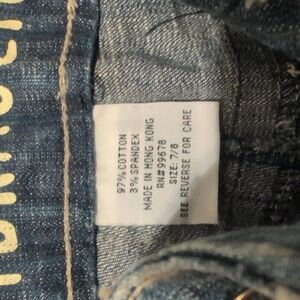 97% COTTON
3% SPANDEX
MADE IN HONG KONG
RN#99678
SIZE: 7/8
SEE REVERSE FOR CARE